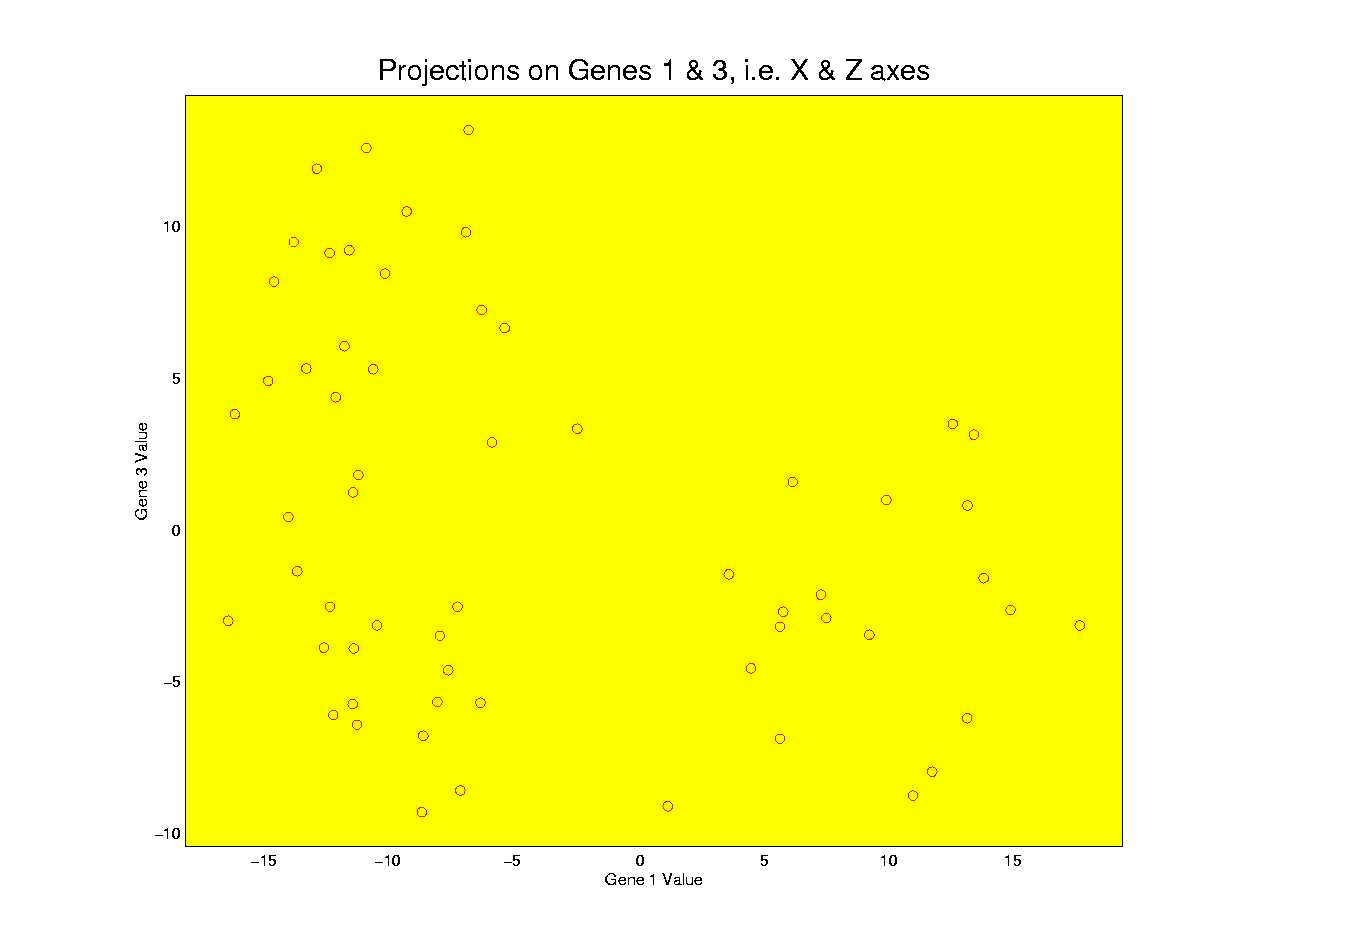 Projections on Genes 1 & 3, i.e. X & Z axes
10
5
0
−5
−10
Gene 3 Value
−15 −10 −5 0 5 10 15
Gene 1 Value